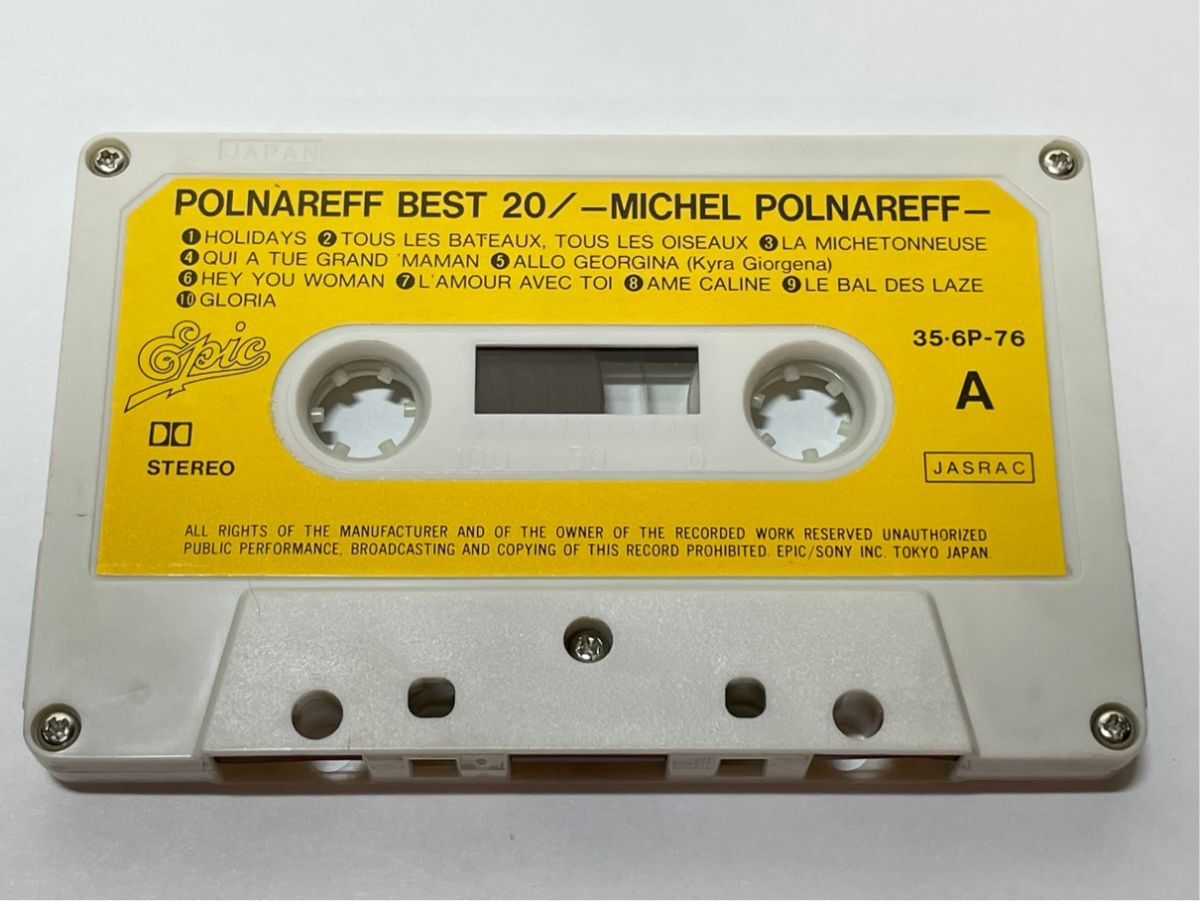 JAPAN
POLNAREFF BEST 20/—MICHEL POLNAREFF—
❶HOLIDAYS ❷TOUS LES BATEAUX, TOUS LES OISEAUX ❸LA MICHETONNEUSE
❹QUI A TUE GRAND 'MAMAN ❺ALLO GEORGINA (Kyra Giorgena)
❻HEY YOU WOMAN ❼L'AMOUR AVEC TOI ❽AME CALINE ❾LE BAL DES LAZE
❿GLORIA
Epic
35·6P-76
A
STEREO
JASRAC
100 50 0
ALL RIGHTS OF THE MANUFACTURER AND OF THE OWNER OF THE RECORDED WORK RESERVED UNAUTHORIZED
PUBLIC PERFORMANCE, BROADCASTING AND COPYING OF THIS RECORD PROHIBITED. EPIC/SONY INC. TOKYO JAPAN.